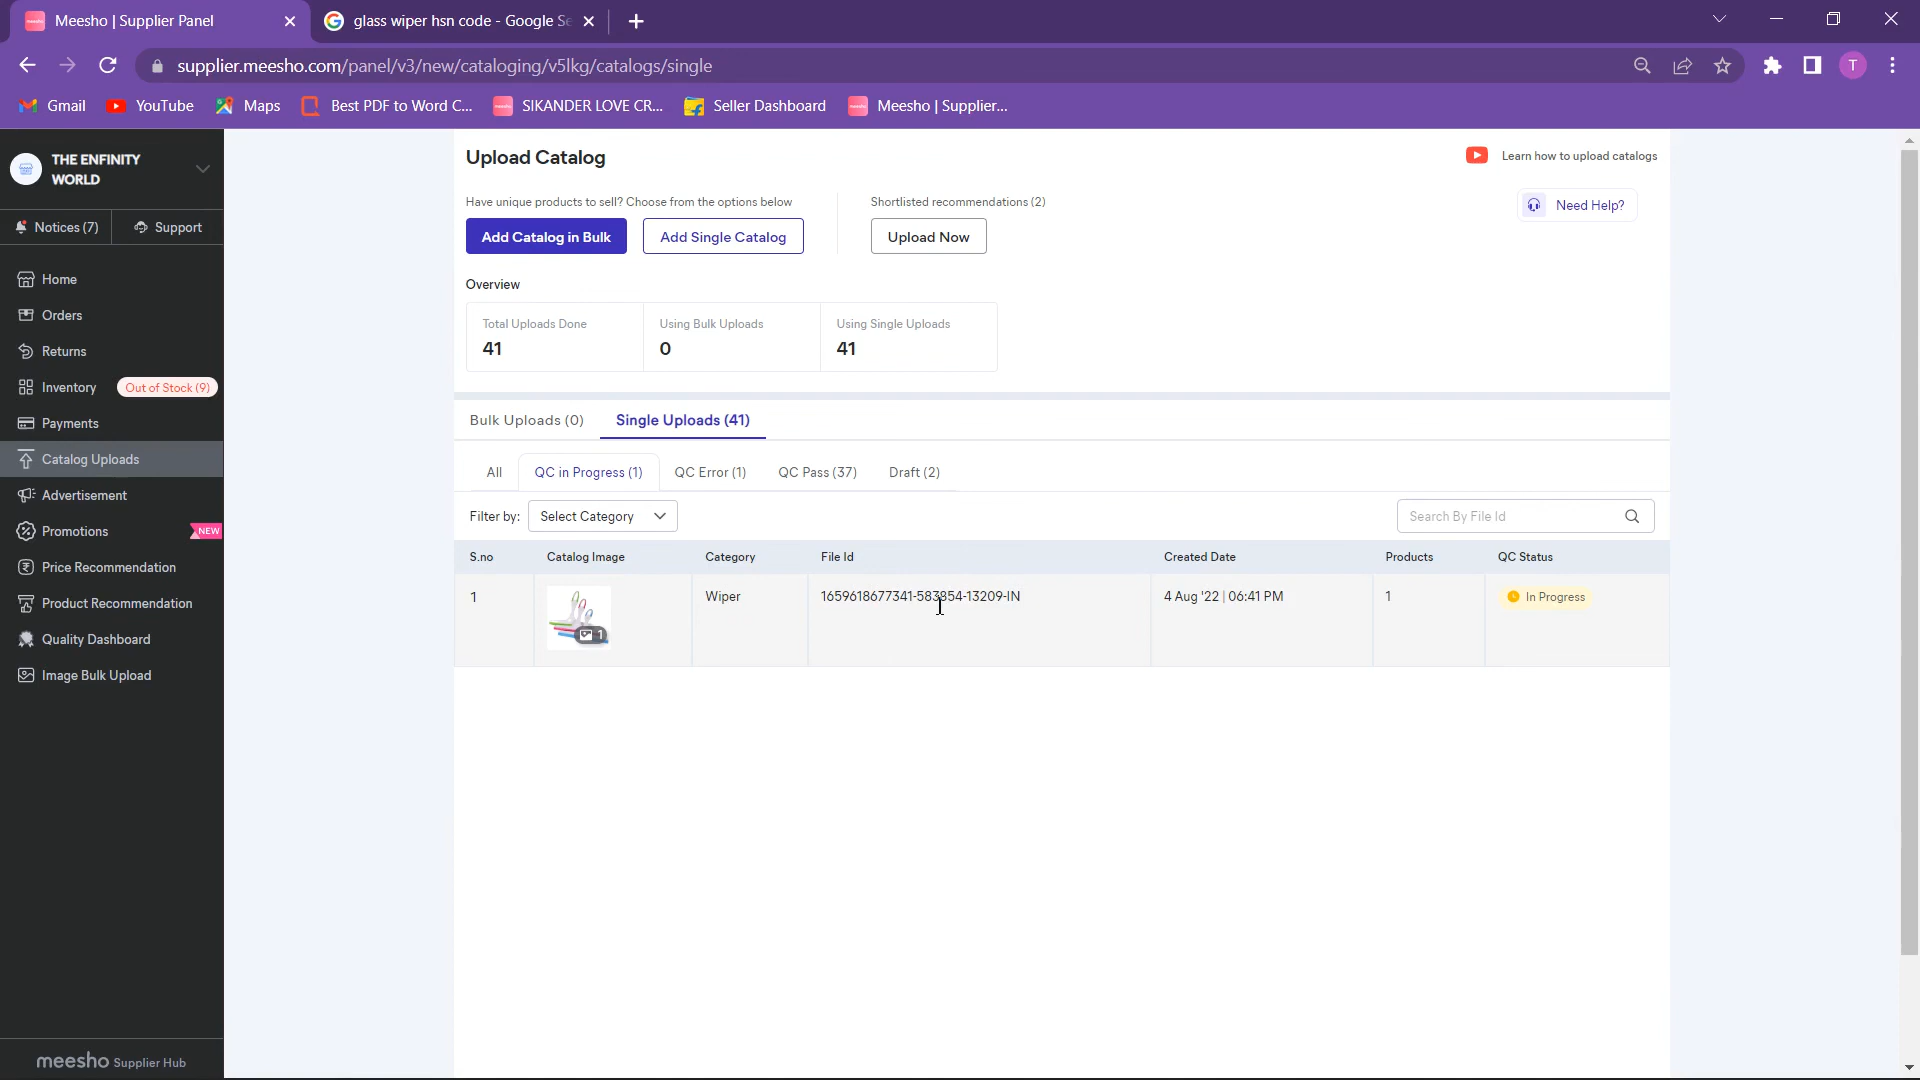 Meesho | Supplier Panel
glass wiper hsn code - Google Se
supplier.meesho.com/panel/v3/new/cataloging/v5lkg/catalogs/single
T
Gmail
YouTube
Maps
Best PDF to Word C...
SIKANDER LOVE CR...
Seller Dashboard
Meesho | Supplier...
THE ENFINITY
WORLD
Notices (7)
Support
Home
Orders
Returns
Inventory
Out of Stock (9)
Payments
Catalog Uploads
Advertisement
Promotions
NEW
Price Recommendation
Product Recommendation
Quality Dashboard
Image Bulk Upload
meesho Supplier Hub
Upload Catalog
Learn how to upload catalogs
Have unique products to sell? Choose from the options below
Shortlisted recommendations (2)
Need Help?
Add Catalog in Bulk
Add Single Catalog
Upload Now
Overview
Total Uploads Done
41
Using Bulk Uploads
0
Using Single Uploads
41
Bulk Uploads (0)
Single Uploads (41)
All
QC in Progress (1)
QC Error (1)
QC Pass (37)
Draft (2)
Filter by:
Select Category
Search By File Id
S.no
Catalog Image
Category
File Id
Created Date
Products
QC Status
1
1
Wiper
1659618677341-583854-13209-IN
4 Aug '22 | 06:41 PM
1
In Progress